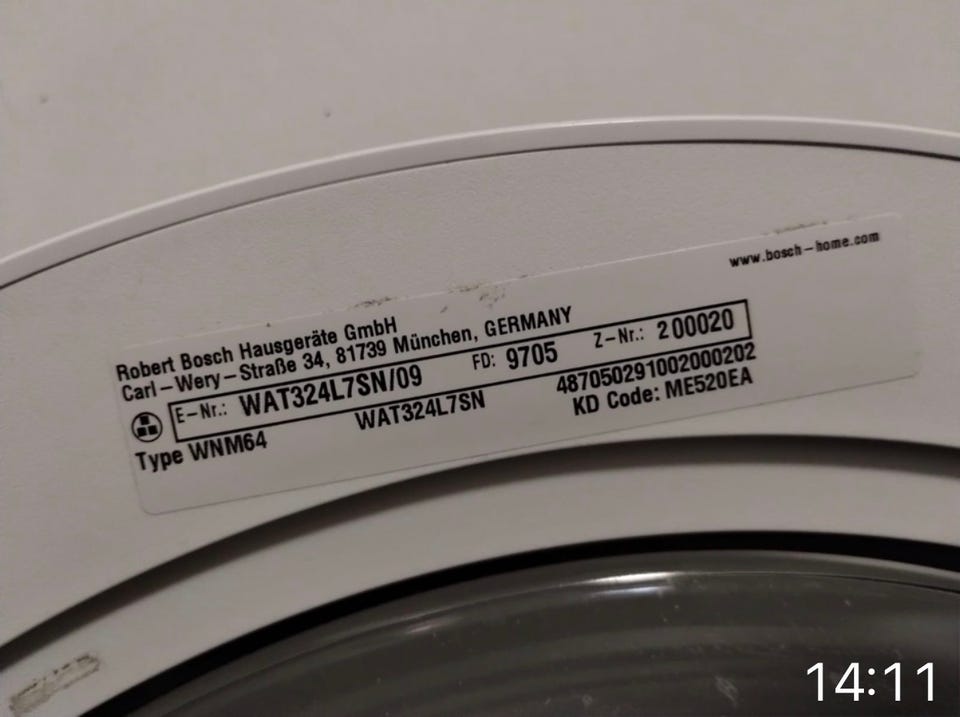 www.bosch-home.com
Robert Bosch Hausgeräte GmbH
Carl-Wery-Straße 34, 81739 München, GERMANY
E-Nr.: WAT324L7SN/09 FD: 9705 Z-Nr.: 200020
Type WNM64 WAT324L7SN 487050291002000202
KD Code: ME520EA
14:11